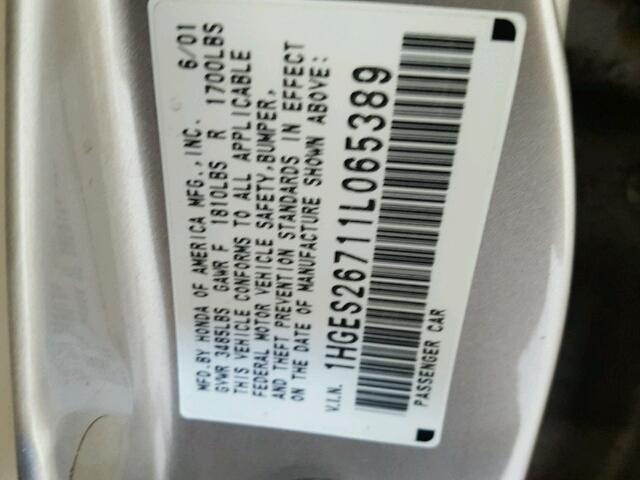 MFD.BY HONDA OF AMERICA MFG.,INC. 6/01
GVWR 3485LBS GAWR F 1810LBS R 1700LBS
THIS VEHICLE CONFORMS TO ALL APPLICABLE
FEDERAL MOTOR VEHICLE SAFETY,BUMPER,
AND THEFT PREVENTION STANDARDS IN EFFECT
ON THE DATE OF MANUFACTURE SHOWN ABOVE:
V.I.N. 1HGES26711L065389
PASSENGER CAR